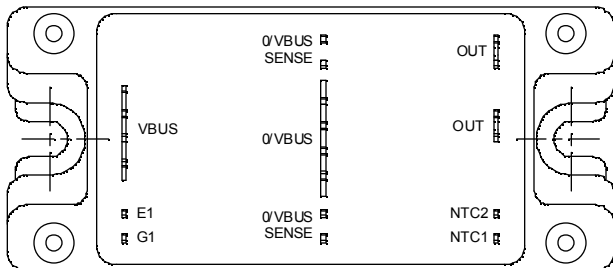 0/VBUS
SENSE
OUT
VBUS
0/VBUS
OUT
E1
G1
0/VBUS
SENSE
NTC2
NTC1